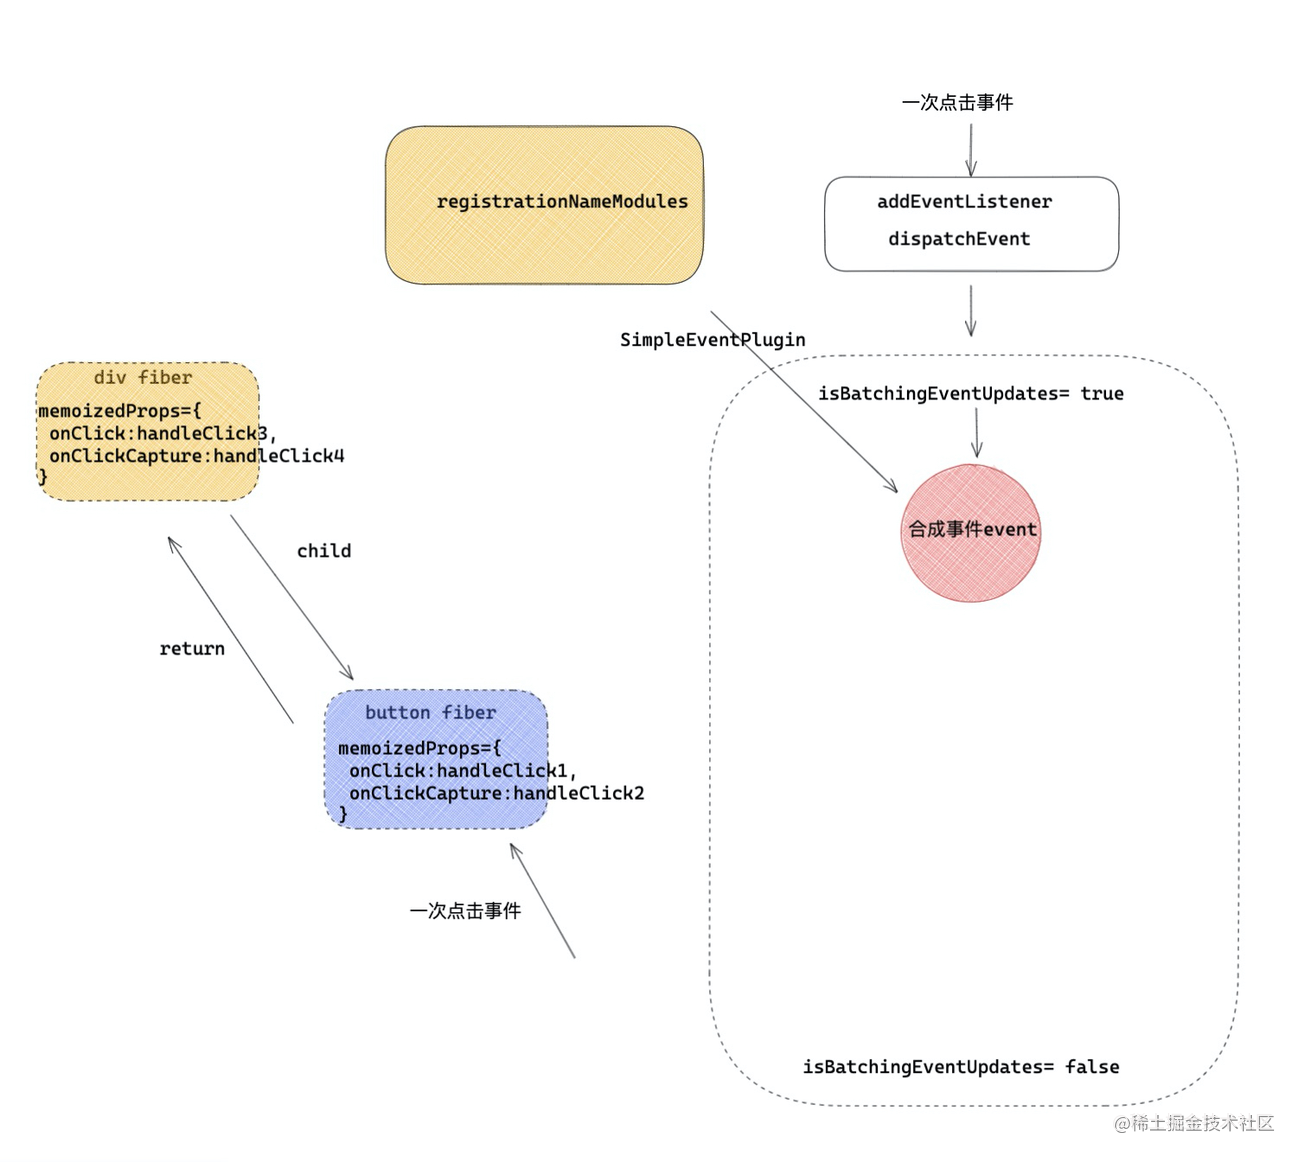 一次点击事件
registrationNameModules
addEventListener
dispatchEvent
SimpleEventPlugin
isBatchingEventUpdates= true
div fiber
memoizedProps={
onClick:handleClick3,
onClickCapture:handleClick4
}
合成事件event
child
return
button fiber
memoizedProps={
onClick:handleClick1,
onClickCapture:handleClick2
}
一次点击事件
isBatchingEventUpdates= false
@稀土掘金技术社区